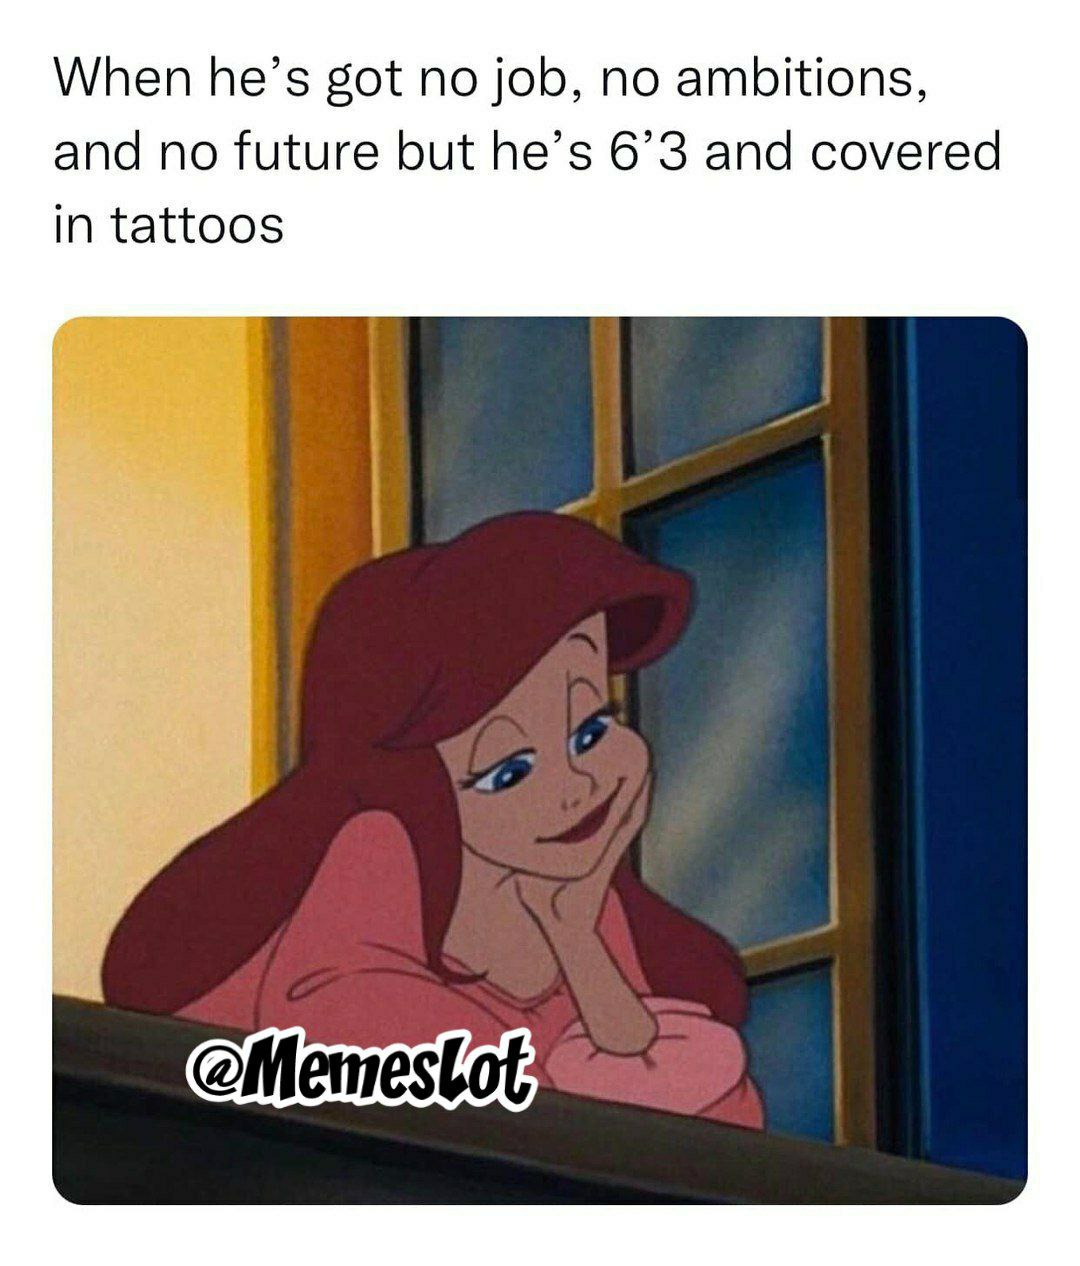 When he’s got no job, no ambitions,
and no future but he’s 6’3 and covered
in tattoos
@MemesLot